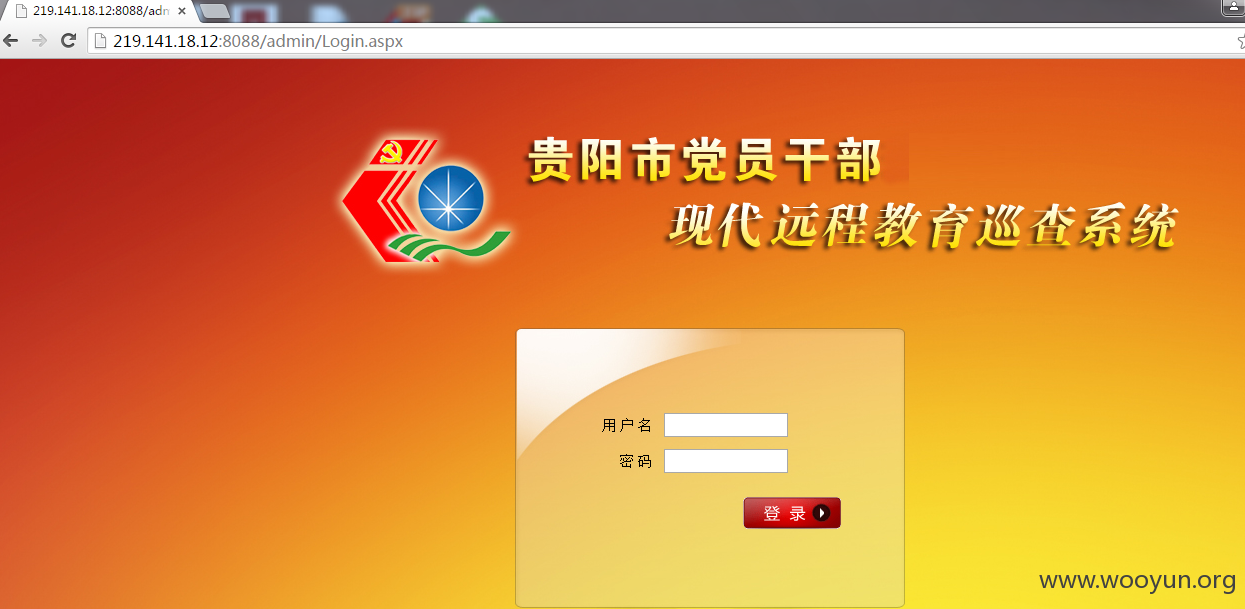 219.141.18.12:8088/adn
219.141.18.12:8088/admin/Login.aspx
贵阳市党员干部
现代远程教育巡查系统
用户名
密码
登 录
www.wooyun.org